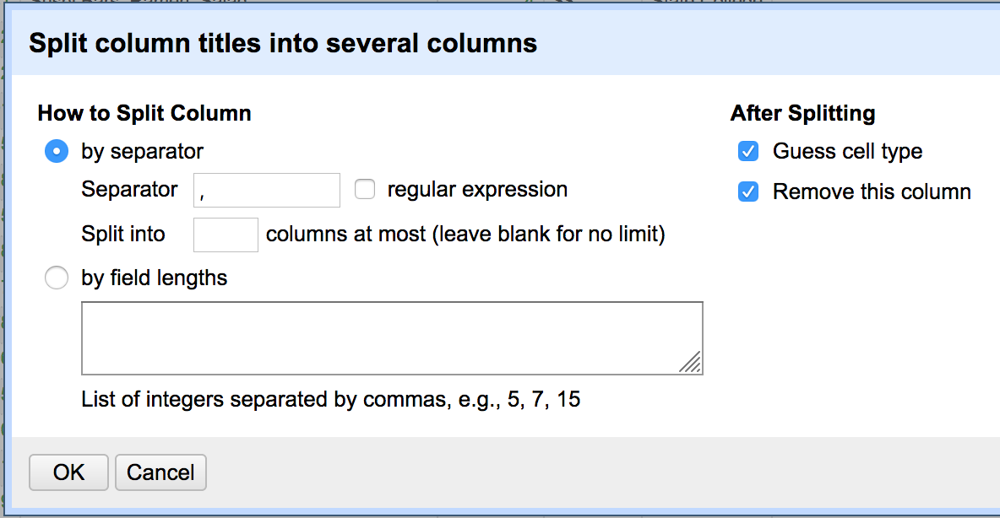 Split column titles into several columns
How to Split Column
by separator
Separator , regular expression
Split into columns at most (leave blank for no limit)
by field lengths
List of integers separated by commas, e.g., 5, 7, 15
After Splitting
Guess cell type
Remove this column
OK Cancel